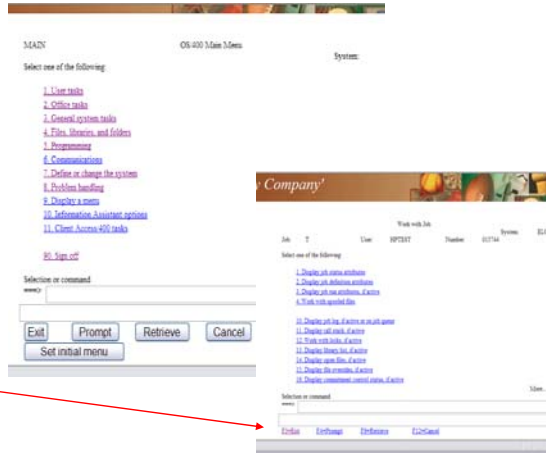 MAIN OS/400 Main Menu
System:
Select one of the following:
1. User tasks
2. Office tasks
3. General system tasks
4. Files, libraries, and folders
5. Programming
6. Communications
7. Define or change the system
8. Problem handling
9. Display a menu
10. Information Assistant options
11. Client Access/400 tasks
90. Sign off
Selection or command
===>
Exit Prompt Retrieve Cancel
Set initial menu
y Company'
Work with Job
System:
Job: T User: Number:
Select one of the following:
1. Display job status attributes
2. Display job definition attributes
3. Display job run attributes, if active
4. Work with spooled files
10. Display job log, if active or on job queue
11. Display call stack, if active
12. Work with locks, if active
13. Display library list, if active
14. Display open files, if active
15. Display file overrides, if active
16. Display commitment control status, if active
More...
Selection or command
===>
F3=Exit F4=Prompt F9=Retrieve F12=Cancel